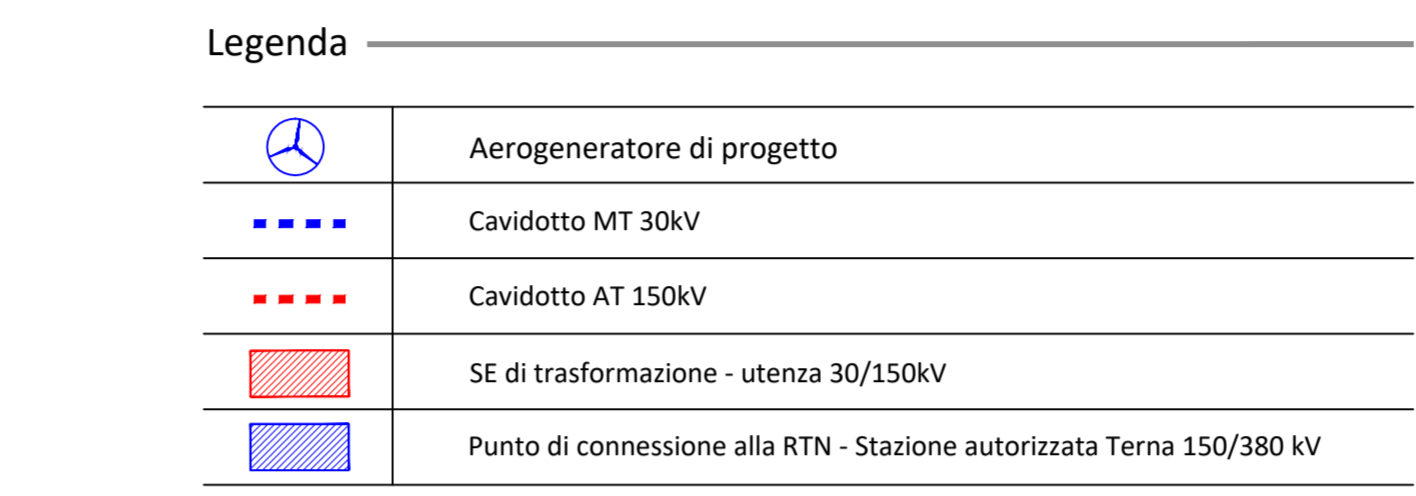 Legenda
Aerogeneratore di progetto
Cavidotto MT 30kV
Cavidotto AT 150kV
SE di trasformazione - utenza 30/150kV
Punto di connessione alla RTN - Stazione autorizzata Terna 150/380 kV